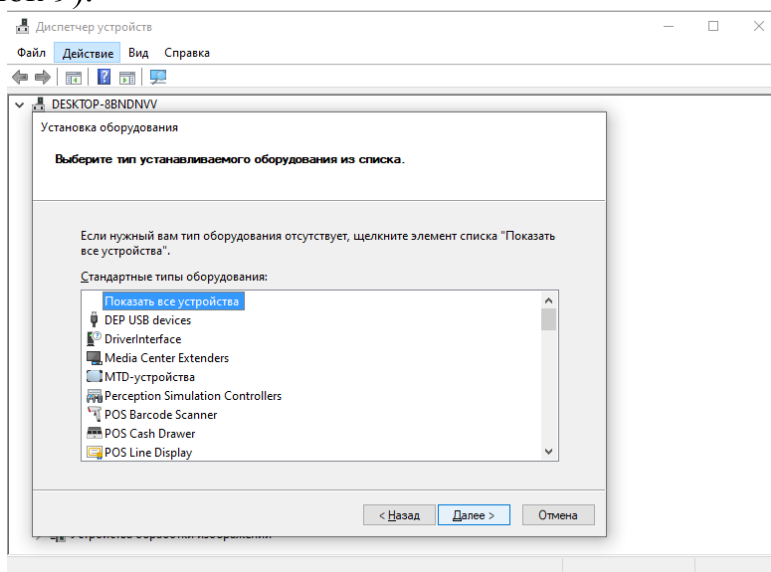 Диспетчер устройств
Файл Действие Вид Справка
DESKTOP-8BNDNVV
Установка оборудования
Выберите тип устанавливаемого оборудования из списка.
Если нужный вам тип оборудования отсутствует, щелкните элемент списка "Показать
все устройства".
Стандартные типы оборудования:
Показать все устройства
DEP USB devices
DriverInterface
Media Center Extenders
MTD-устройства
Perception Simulation Controllers
POS Barcode Scanner
POS Cash Drawer
POS Line Display
< Назад Далее > Отмена